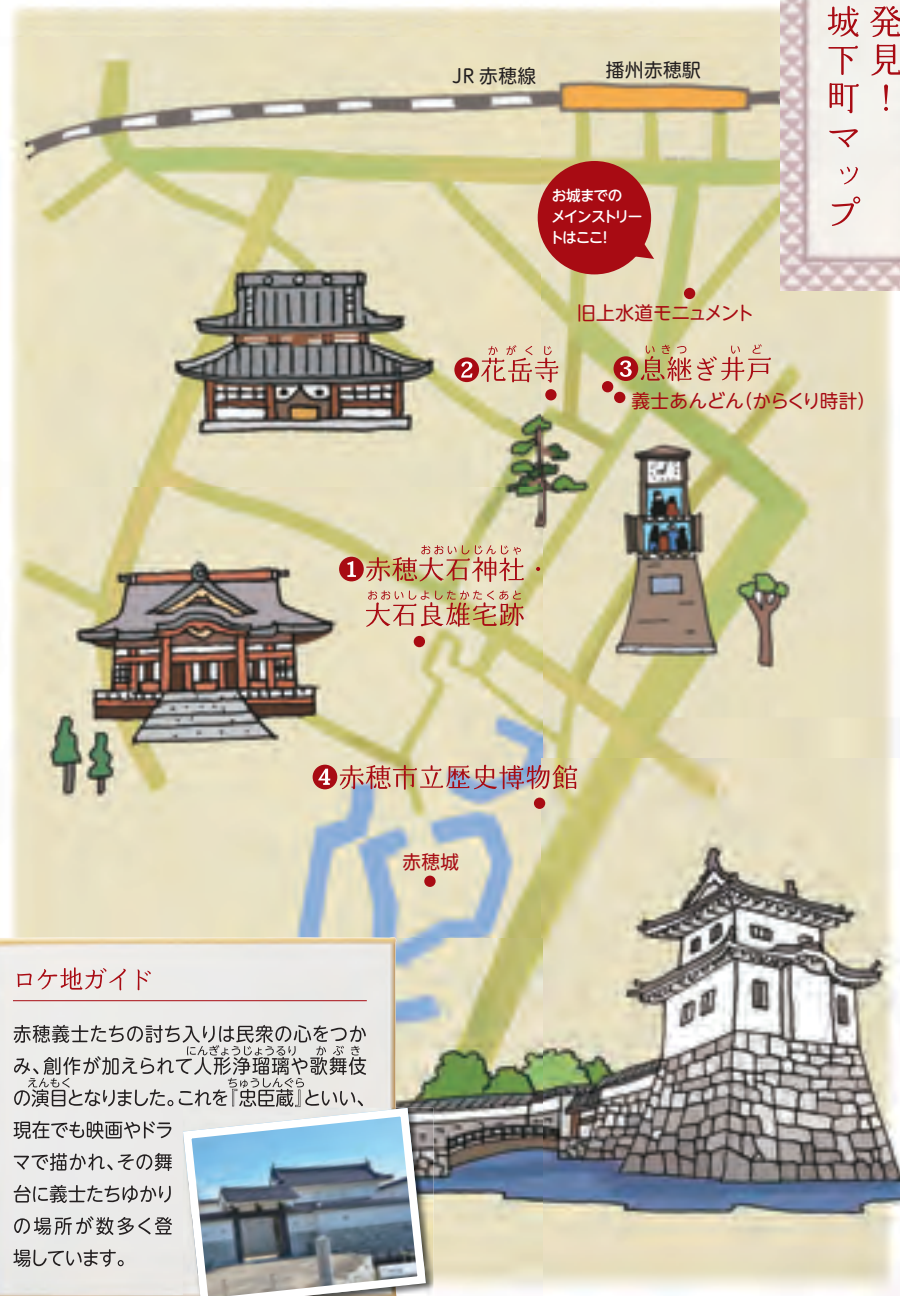 発見！
城下町マップ
JR 赤穂線
播州赤穂駅
お城までの
メインストリー
トはここ！
旧上水道モニュメント
かがくじ
❷花岳寺
いきつ いど
❸息継ぎ井戸
義士あんどん（からくり時計）
おおいしじんじゃ
❶赤穂大石神社・
おおいしよしたかたくあと
大石良雄宅跡
❹赤穂市立歴史博物館
赤穂城
ロケ地ガイド
赤穂義士たちの討ち入りは民衆の心をつか
にんぎょうじょうるり かぶき
み、創作が加えられて人形浄瑠璃や歌舞伎
えんもく ちゅうしんぐら
の演目となりました。これを『忠臣蔵』といい、
現在でも映画やドラ
マで描かれ、その舞
台に義士たちゆかり
の場所が数多く登
場しています。